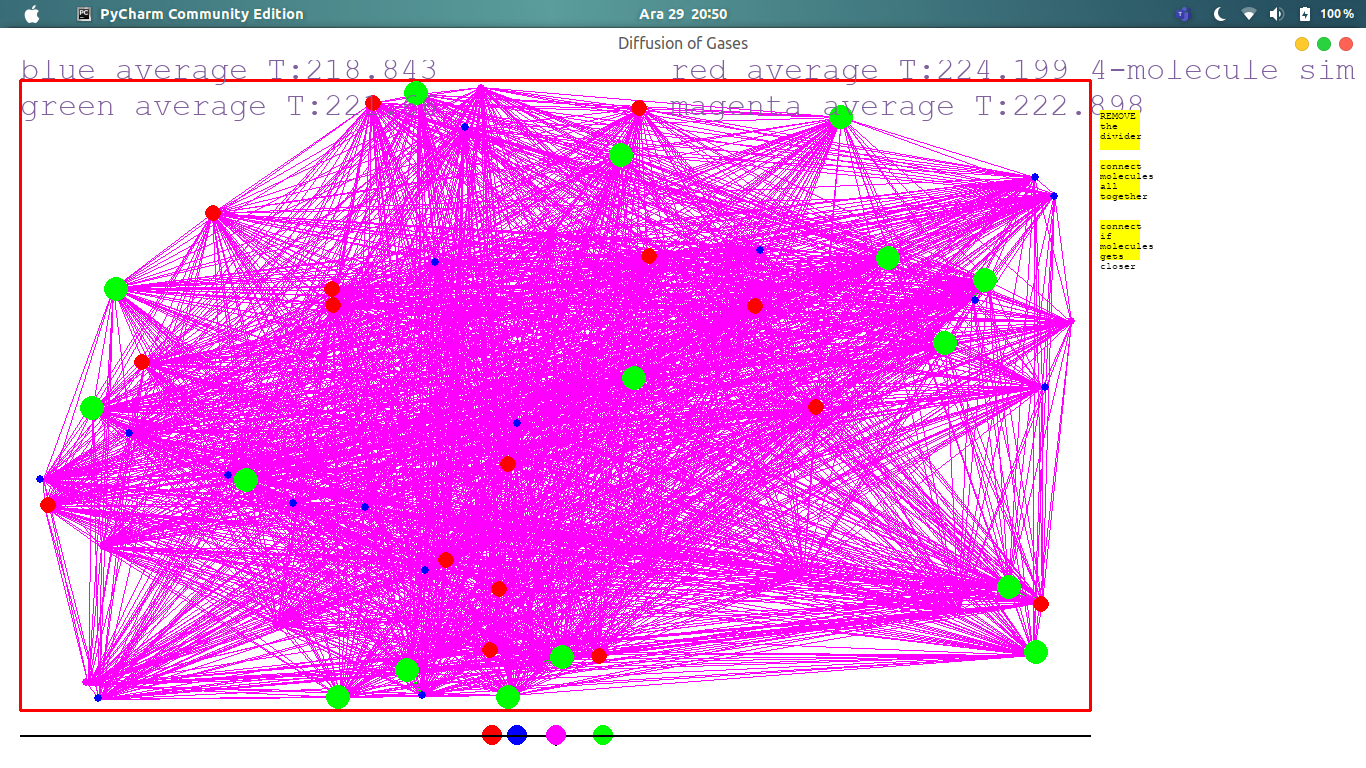 PyCharm Community Edition
Ara 29 20:50
100 %
Diffusion of Gases
blue average T:218.843
red average T:224.199 4-molecule sim
green average
magenta average T:222.898
REMOVE
the
divider
connect
molecules
all
together
connect
if
molecules
gets
closer